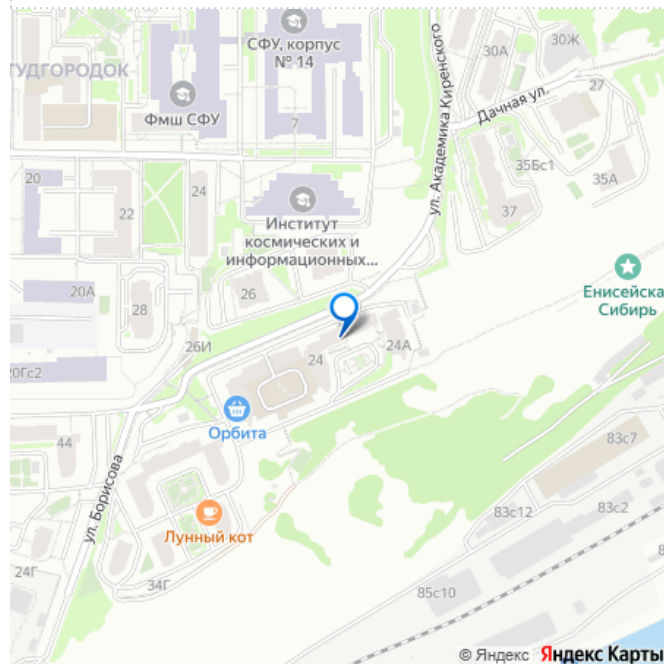 СФУ, корпус
№ 14
30А
30Ж
ТУДГОРОДОК
Фмш СФУ
7
ул. Академика Киренского
Дачная ул.
27
35Бс1
35А
20
24
22
37
Институт
космических и
информационных...
20А
28
26
Енисейска
Сибирь
26И
24
24А
20Гс2
Орбита
44
83с7
ул. Борисова
Лунный кот
83с12
83с2
24Г
34Г
85с10
© Яндекс Яндекс Карты